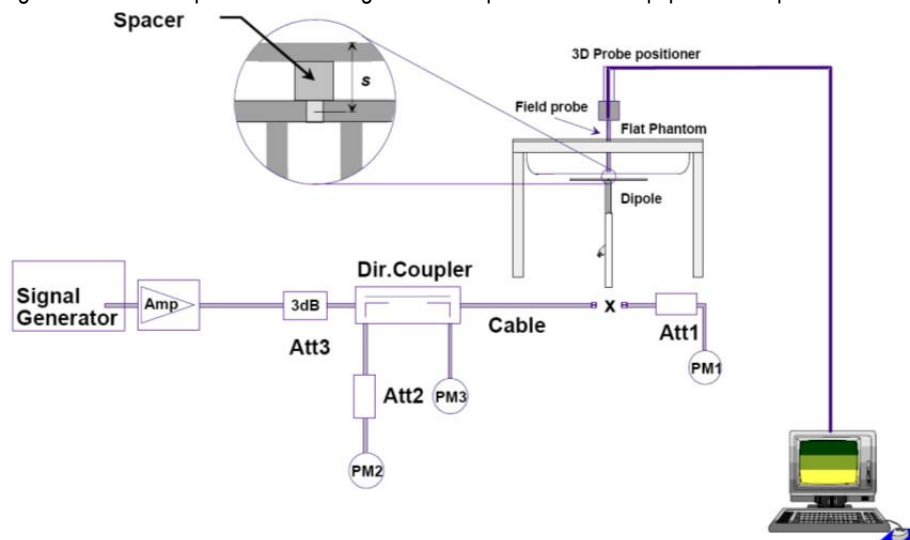 Spacer
s
3D Probe positioner
Field probe
Flat Phantom
Dipole
Dir.Coupler
Signal
Generator
Amp
3dB
Cable
X
Att1
Att3
PM1
Att2
PM3
PM2